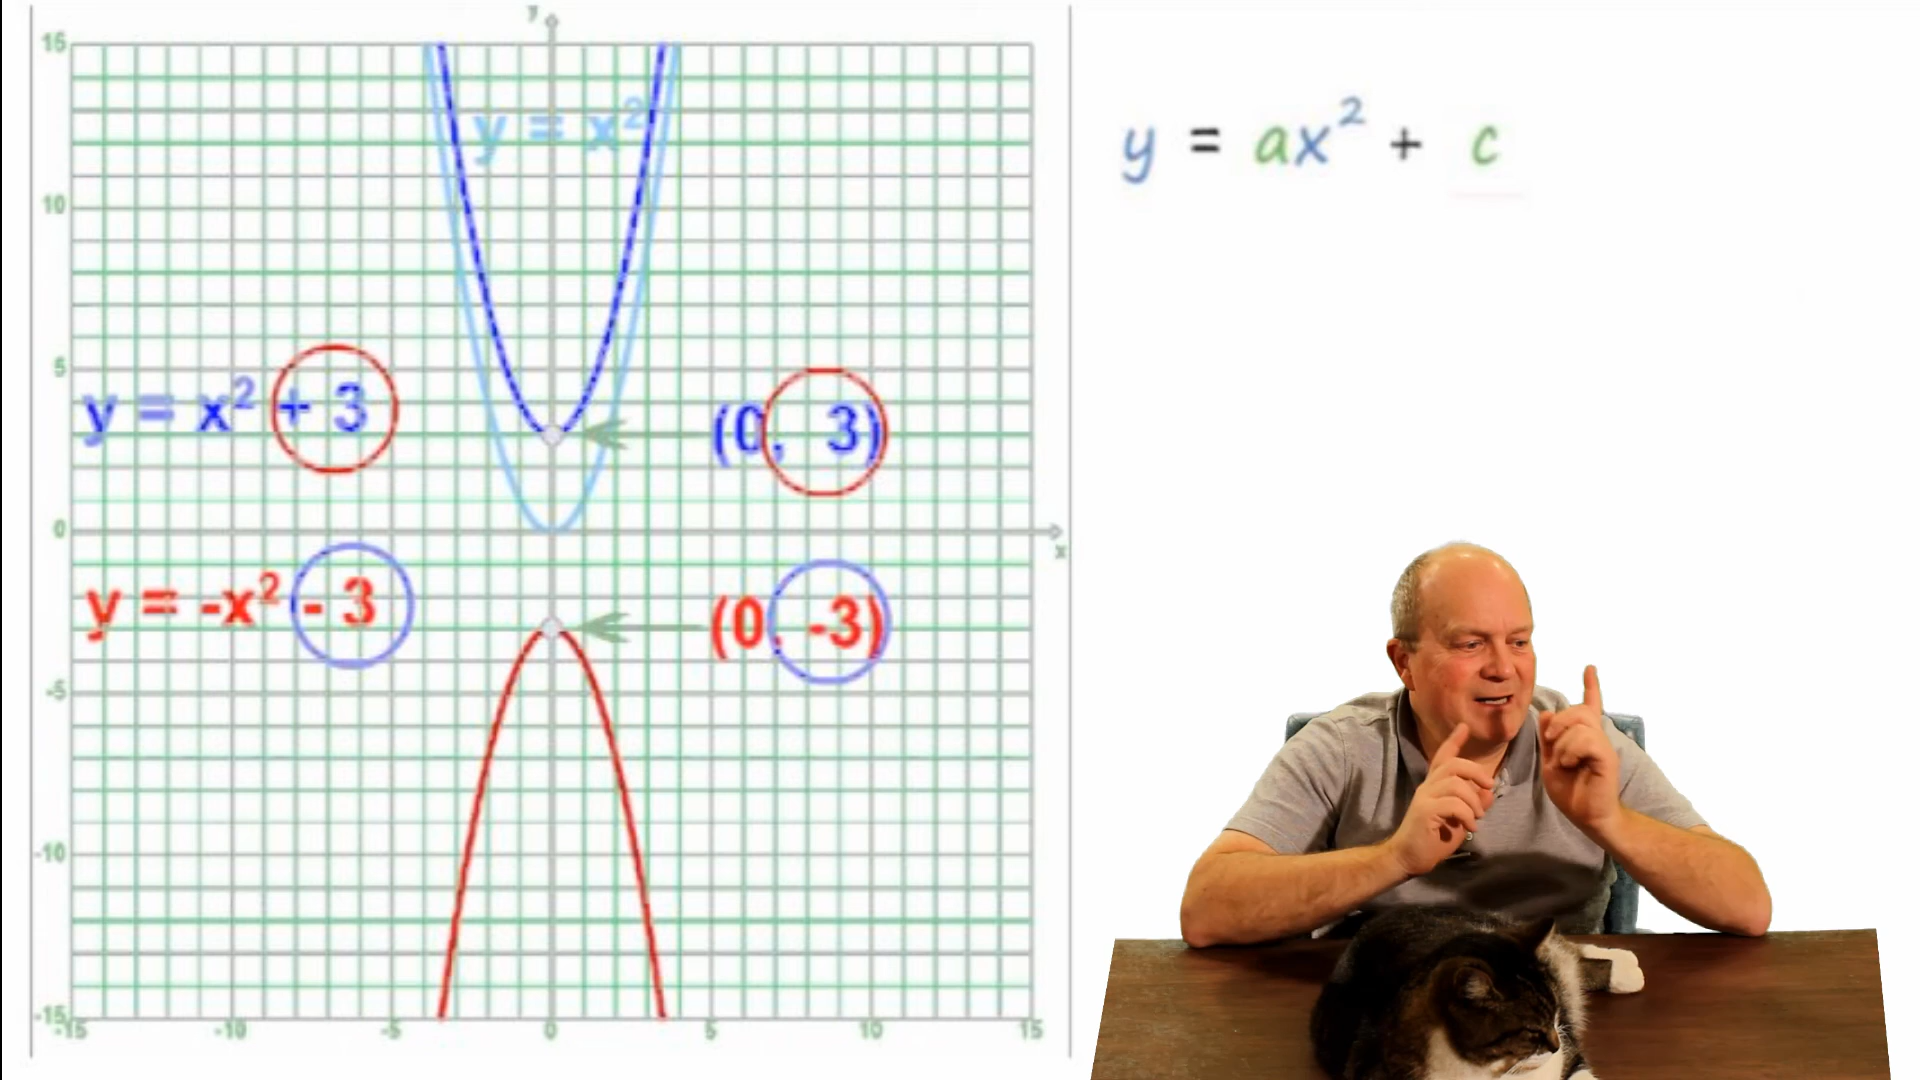 y
15
y = x²
10
5
y = x² + 3
(0, 3)
0
x
y = -x² - 3
(0, -3)
-5
-10
-15
-15 -10 -5 0 5 10 15
y = ax² + c